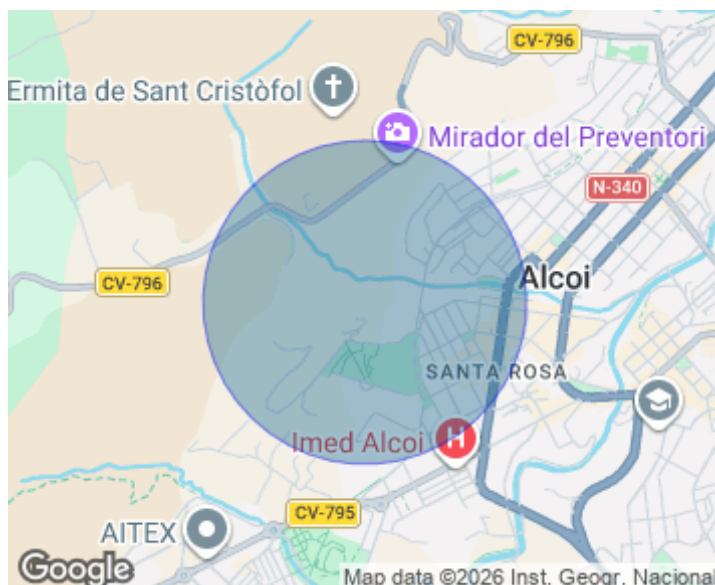 CV-796
Ermita de Sant Cristòfol
Mirador del Preventori
N-340
CV-796
Alcoi
SANTA ROSA
Imed Alcoi
H
CV-795
AITEX
Google
Map data ©2026 Inst. Geogr. Nacional